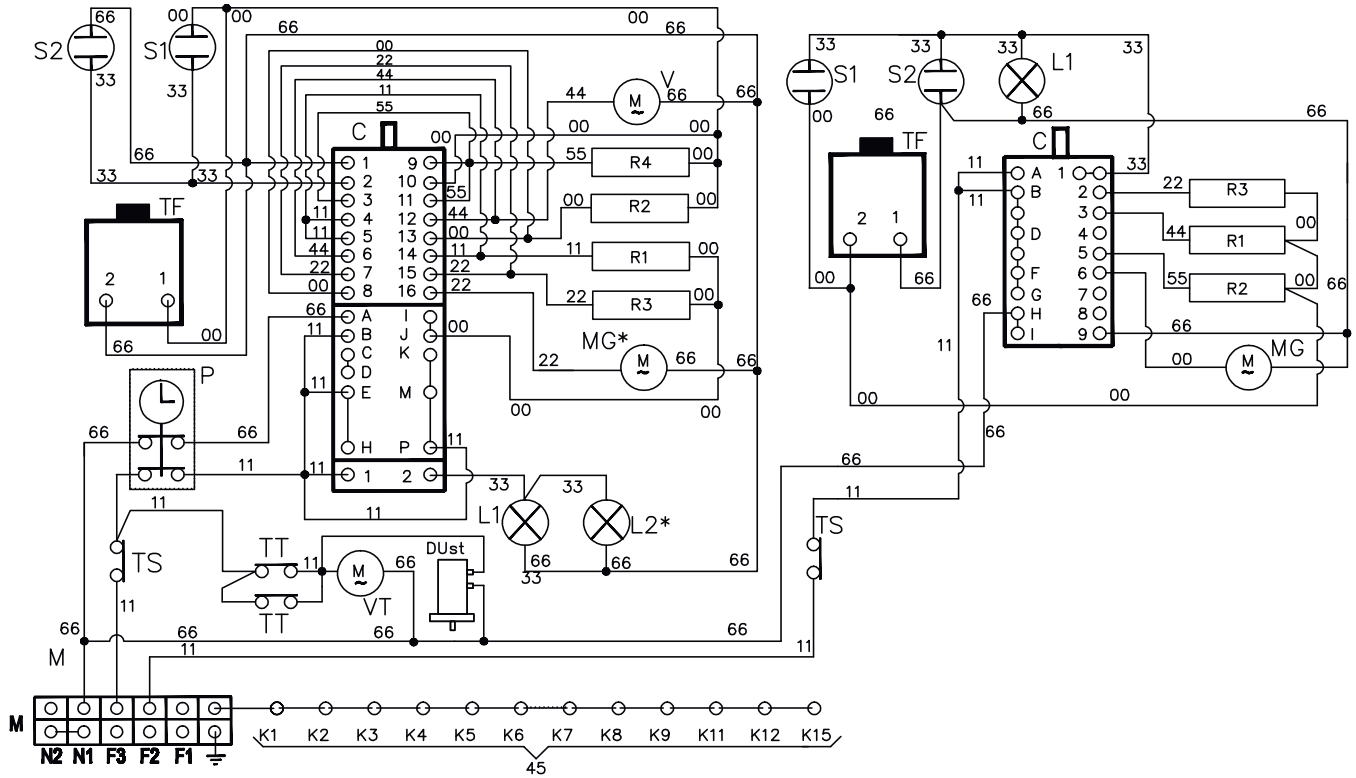 66 00 00
66 33 33 33 33
S2 S1 00 S1 S2 L1
22
33 44 V
33 11 44 M ~ 66 66 00 66 66
55 00 00 00 TF
C C
66 1 9 55 R4 00 11 A 1 33
33 33 2 10 11 B 2 22 R3
3 11 55
TF 11 4 12 44 00 R2 00 2 1 3 00
11 5 13 00 D 4 44 R1
44 6 14 11 11 R1 00 5
2 1 22 7 15 22 F 6 55 R2 00 66
00 8 16 22 22 R3 00 00 66 G 7
66 A I 66 H 8
00 11 B J 00 MG* I 9 66
66 C K M ~ 66 66 11 00 M ~ MG
P D 22
11 E M
00 00 00 00
66 66 H P 11 66
11 11 1 2 66
33 33 11
11 11 L1 L2* TS
TT DUst 66 66 66
TS 11 M ~ 66 33
11 TT VT
66 66 66 66
M 11 11
M
N2 N1 F3 F2 F1
K1 K2 K3 K4 K5 K6 K7 K8 K9 K11 K12 K15
45